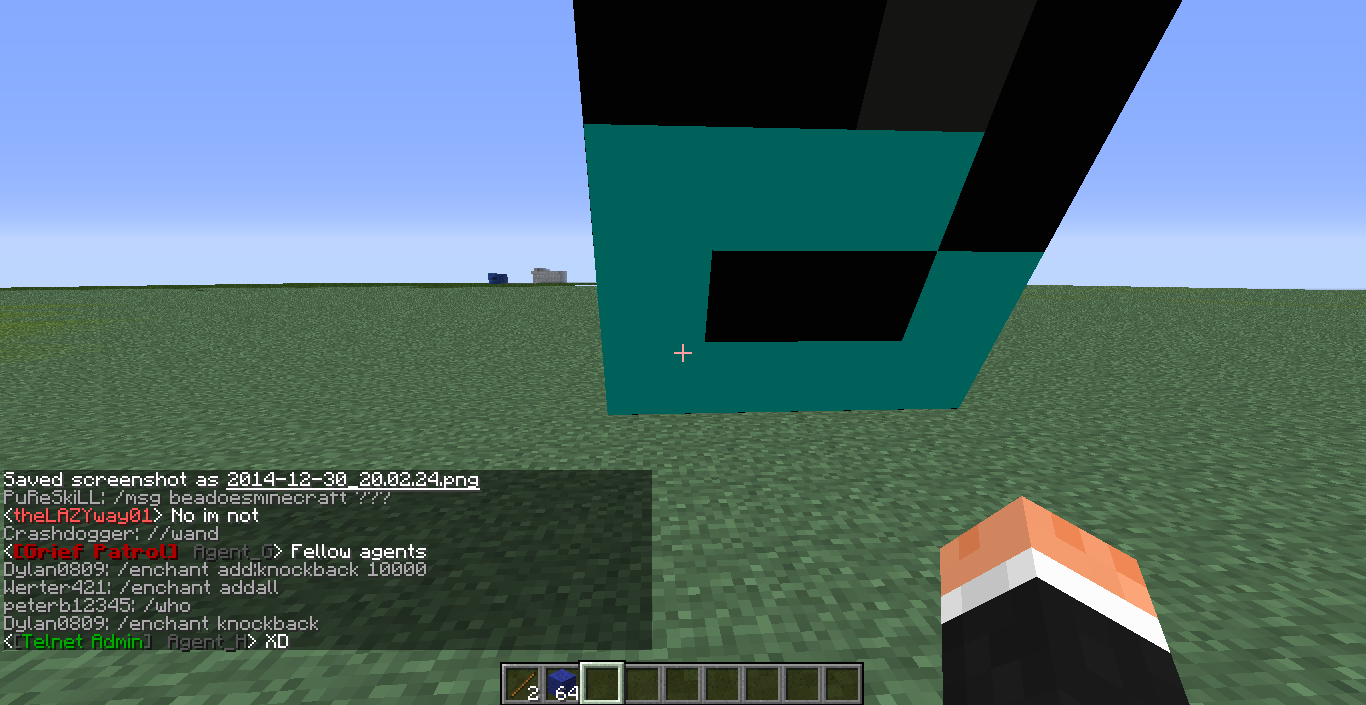 Saved screenshot as 2014-12-30_20.02.24.png
PuReSkiLL: /msg beadoesminecraft ???
<theLAZYway01> No im not
Crashdogger: //wand
<[Grief Patrol] Agent_G> Fellow agents
Dylan0809: /enchant add:knockback 10000
Werter421: /enchant addall
peterb12345: /who
Dylan0809: /enchant knockback
<[Telnet Admin] Agent_H> XD
2 64